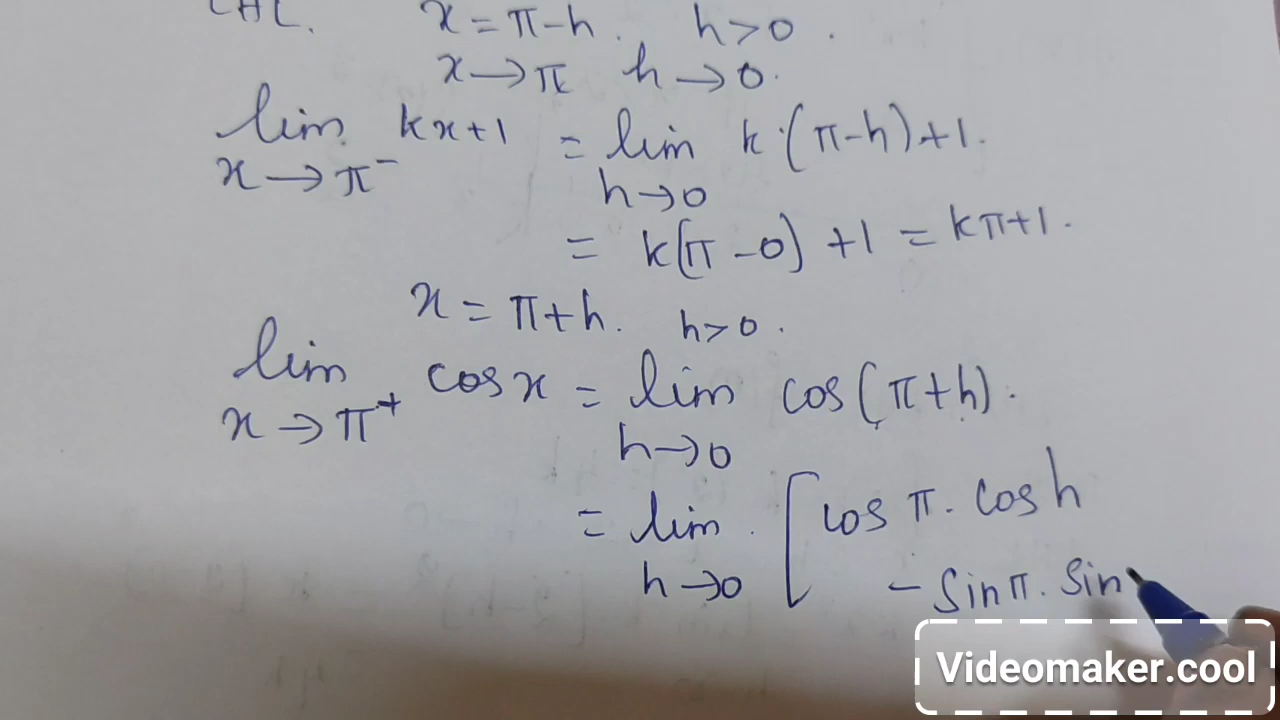 LHL. x = π-h. h>0.
x→π h→0.
lim kx+1 = lim k.(π-h)+1.
x→π⁻ h→0
= k(π-0)+1 = kπ+1.
x = π+h. h>0.
lim cos x = lim cos(π+h).
x→π⁺ h→0
= lim. [cos π. cos h
h→0 - sin π. sin
Videomaker.cool